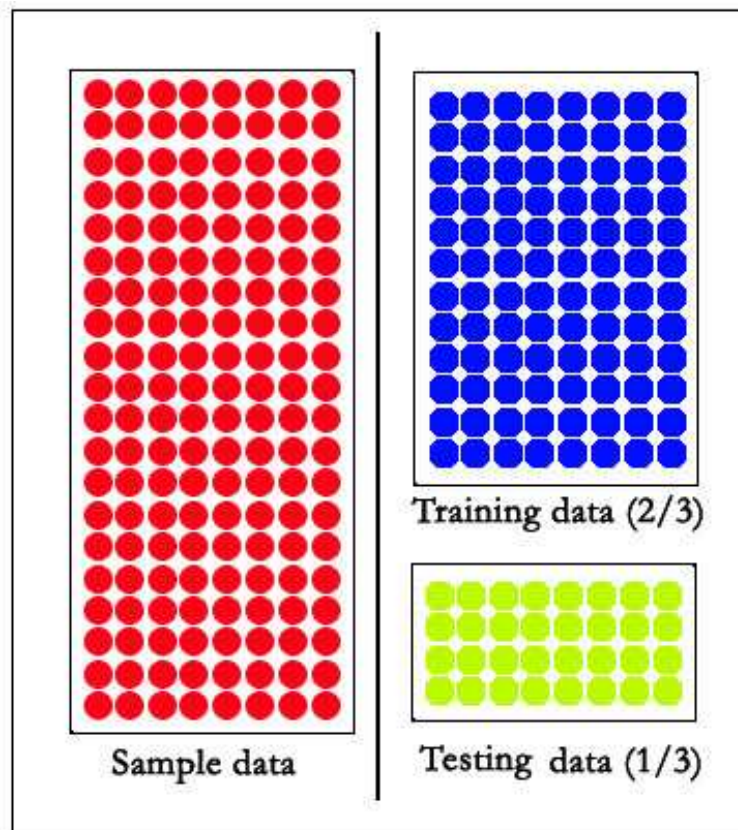 Sample data
Training data (2/3)
Testing data (1/3)